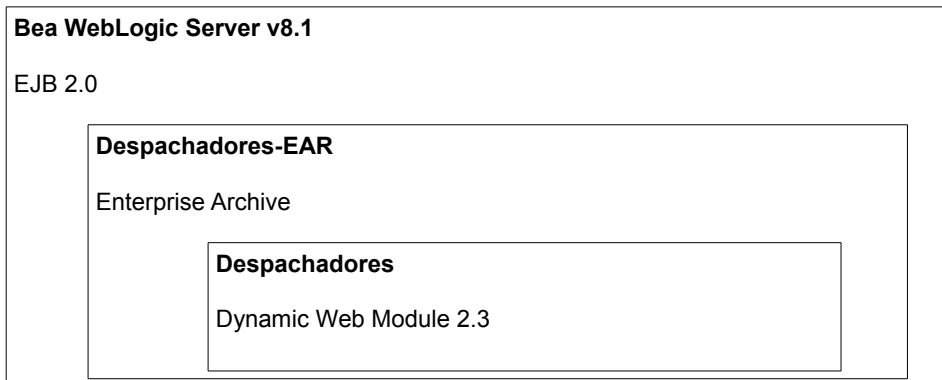 Bea WebLogic Server v8.1
EJB 2.0
Despachadores-EAR
Enterprise Archive
Despachadores
Dynamic Web Module 2.3